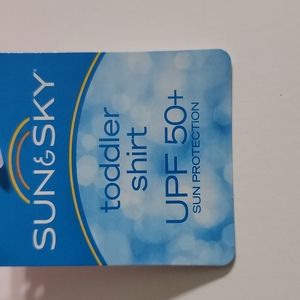 SUN&SKY®
toddler
shirt
UPF 50+
SUN PROTECTION